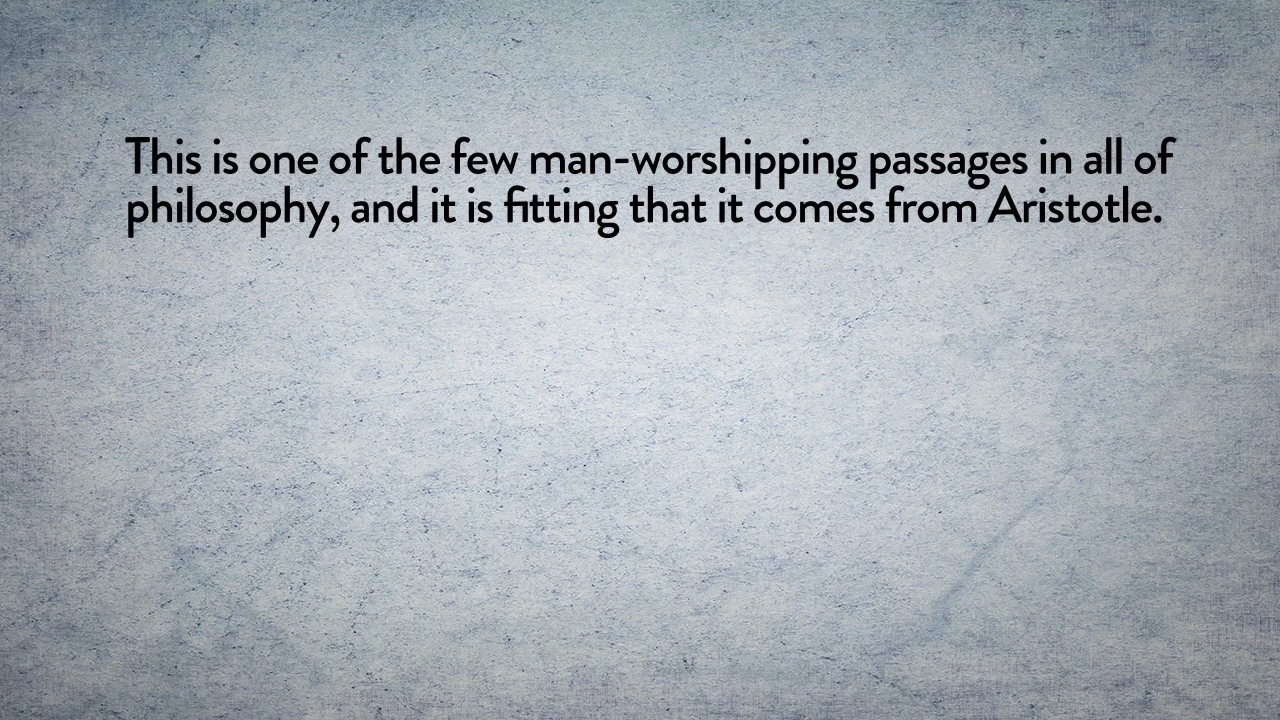 This is one of the few man-worshipping passages in all of
philosophy, and it is fitting that it comes from Aristotle.